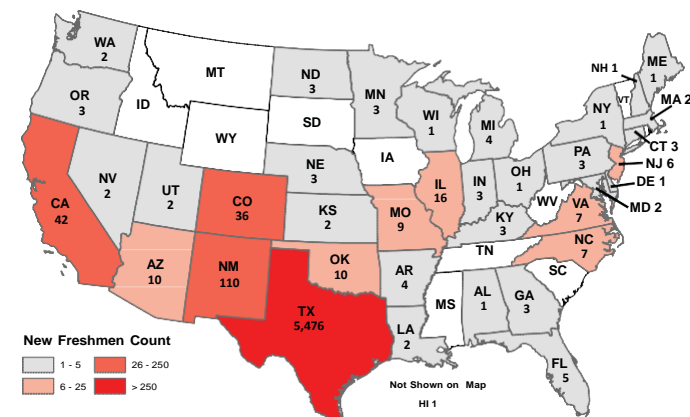 WA
2
MT
ND
3
MN
3
ME
1
NH 1
VT
MA 2
OR
3
ID
SD
WI
1
MI
4
NY
1
CT 3
WY
IA
PA
3
NJ 6
NE
3
OH
1
DE 1
NV
2
UT
2
CO
36
IL
16
IN
3
WV
MD 2
CA
42
KS
2
MO
9
KY
3
VA
7
AZ
10
NM
110
OK
10
AR
4
TN
NC
7
SC
TX
5,476
MS
AL
1
GA
3
LA
2
FL
5
New Freshmen Count
1 - 5
26 - 250
6 - 25
> 250
Not Shown on Map
HI 1